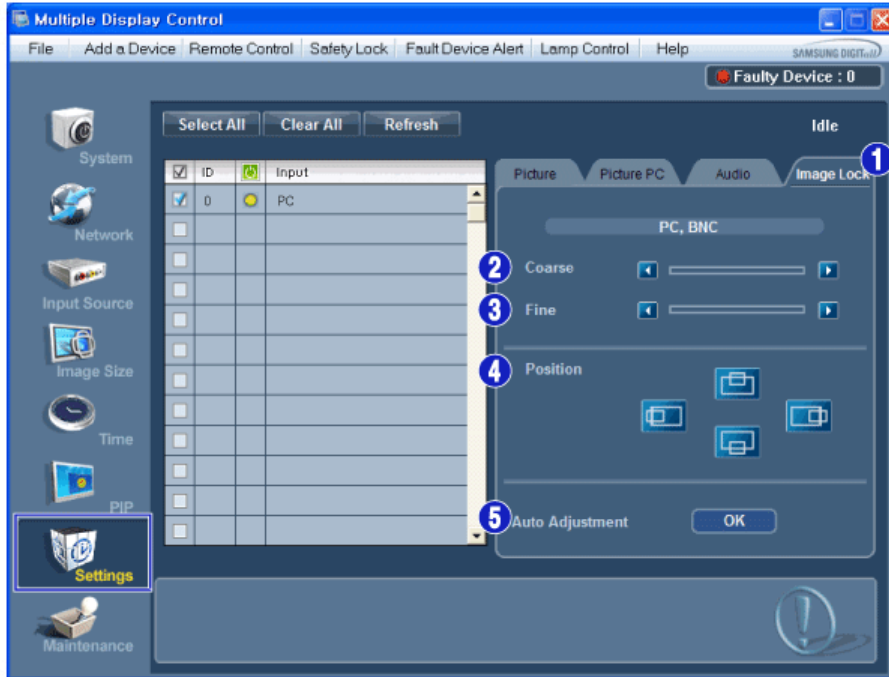 Multiple Display Control
File Add a Device Remote Control Safety Lock Fault Device Alert Lamp Control Help
SAMSUNG
Faulty Device : 0
Select All Clear All Refresh
Idle
System
Network
Input Source
Image Size
Time
PIP
Settings
Maintenance
ID Input
0 PC
Picture Picture PC Audio Image Lock
1
PC, BNC
2 Coarse
3 Fine
4 Position
5 Auto Adjustment OK